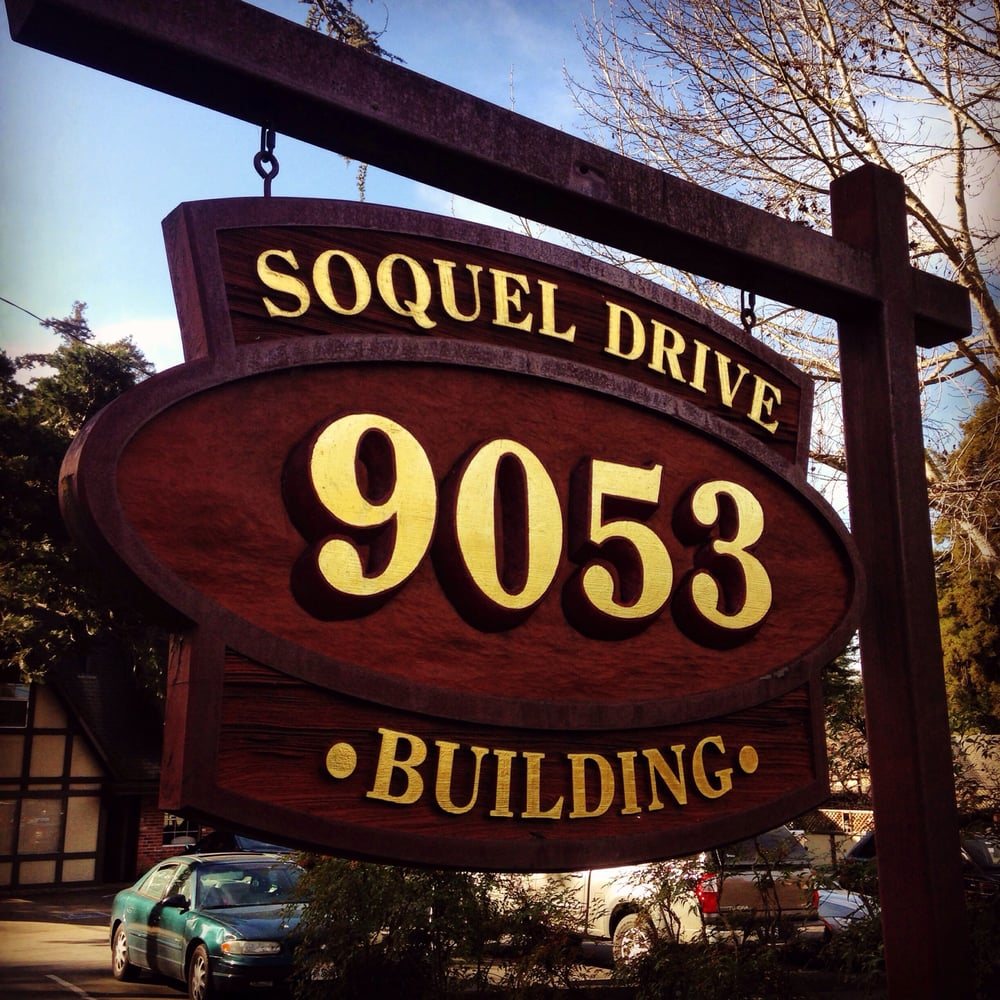 SOQUEL DRIVE
9053
• BUILDING •